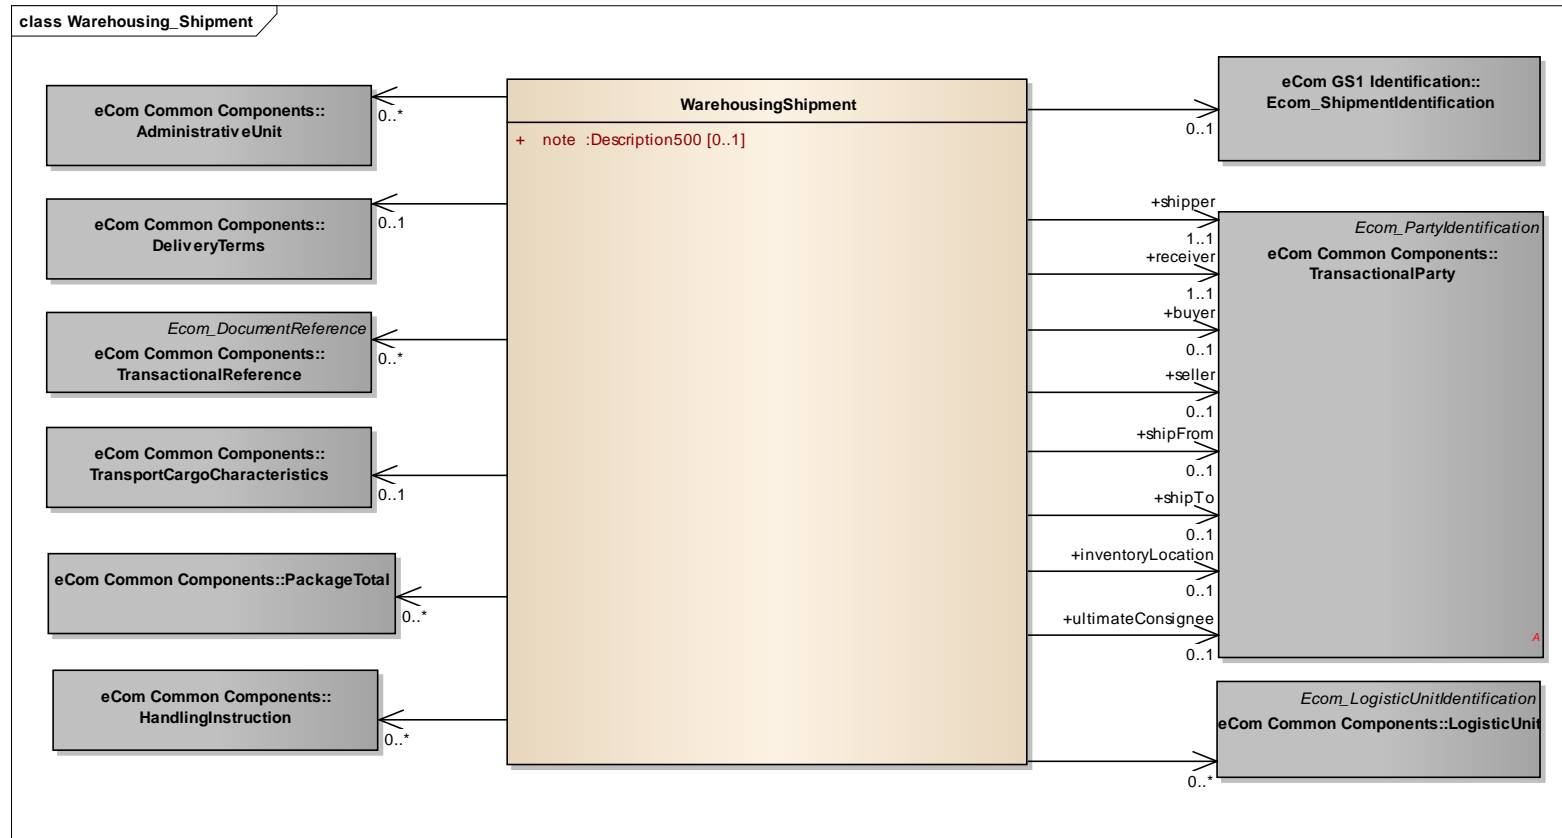 class Warehousing_Shipment
eCom Common Components::
AdministrativeUnit
0..*
eCom Common Components::
DeliveryTerms
0..1
Ecom_DocumentReference
eCom Common Components::
TransactionalReference
0..*
eCom Common Components::
TransportCargoCharacteristics
0..1
eCom Common Components::PackageTotal
0..*
eCom Common Components::
HandlingInstruction
0..*
WarehousingShipment
+ note :Description500 [0..1]
eCom GS1 Identification::
Ecom_ShipmentIdentification
0..1
+shipper
1..1
+receiver
1..1
+buyer
0..1
+seller
0..1
+shipFrom
0..1
+shipTo
0..1
+inventoryLocation
0..1
+ultimateConsignee
0..1
Ecom_PartyIdentification
eCom Common Components::
TransactionalParty
A
Ecom_LogisticUnitIdentification
eCom Common Components::LogisticUnit
0..*